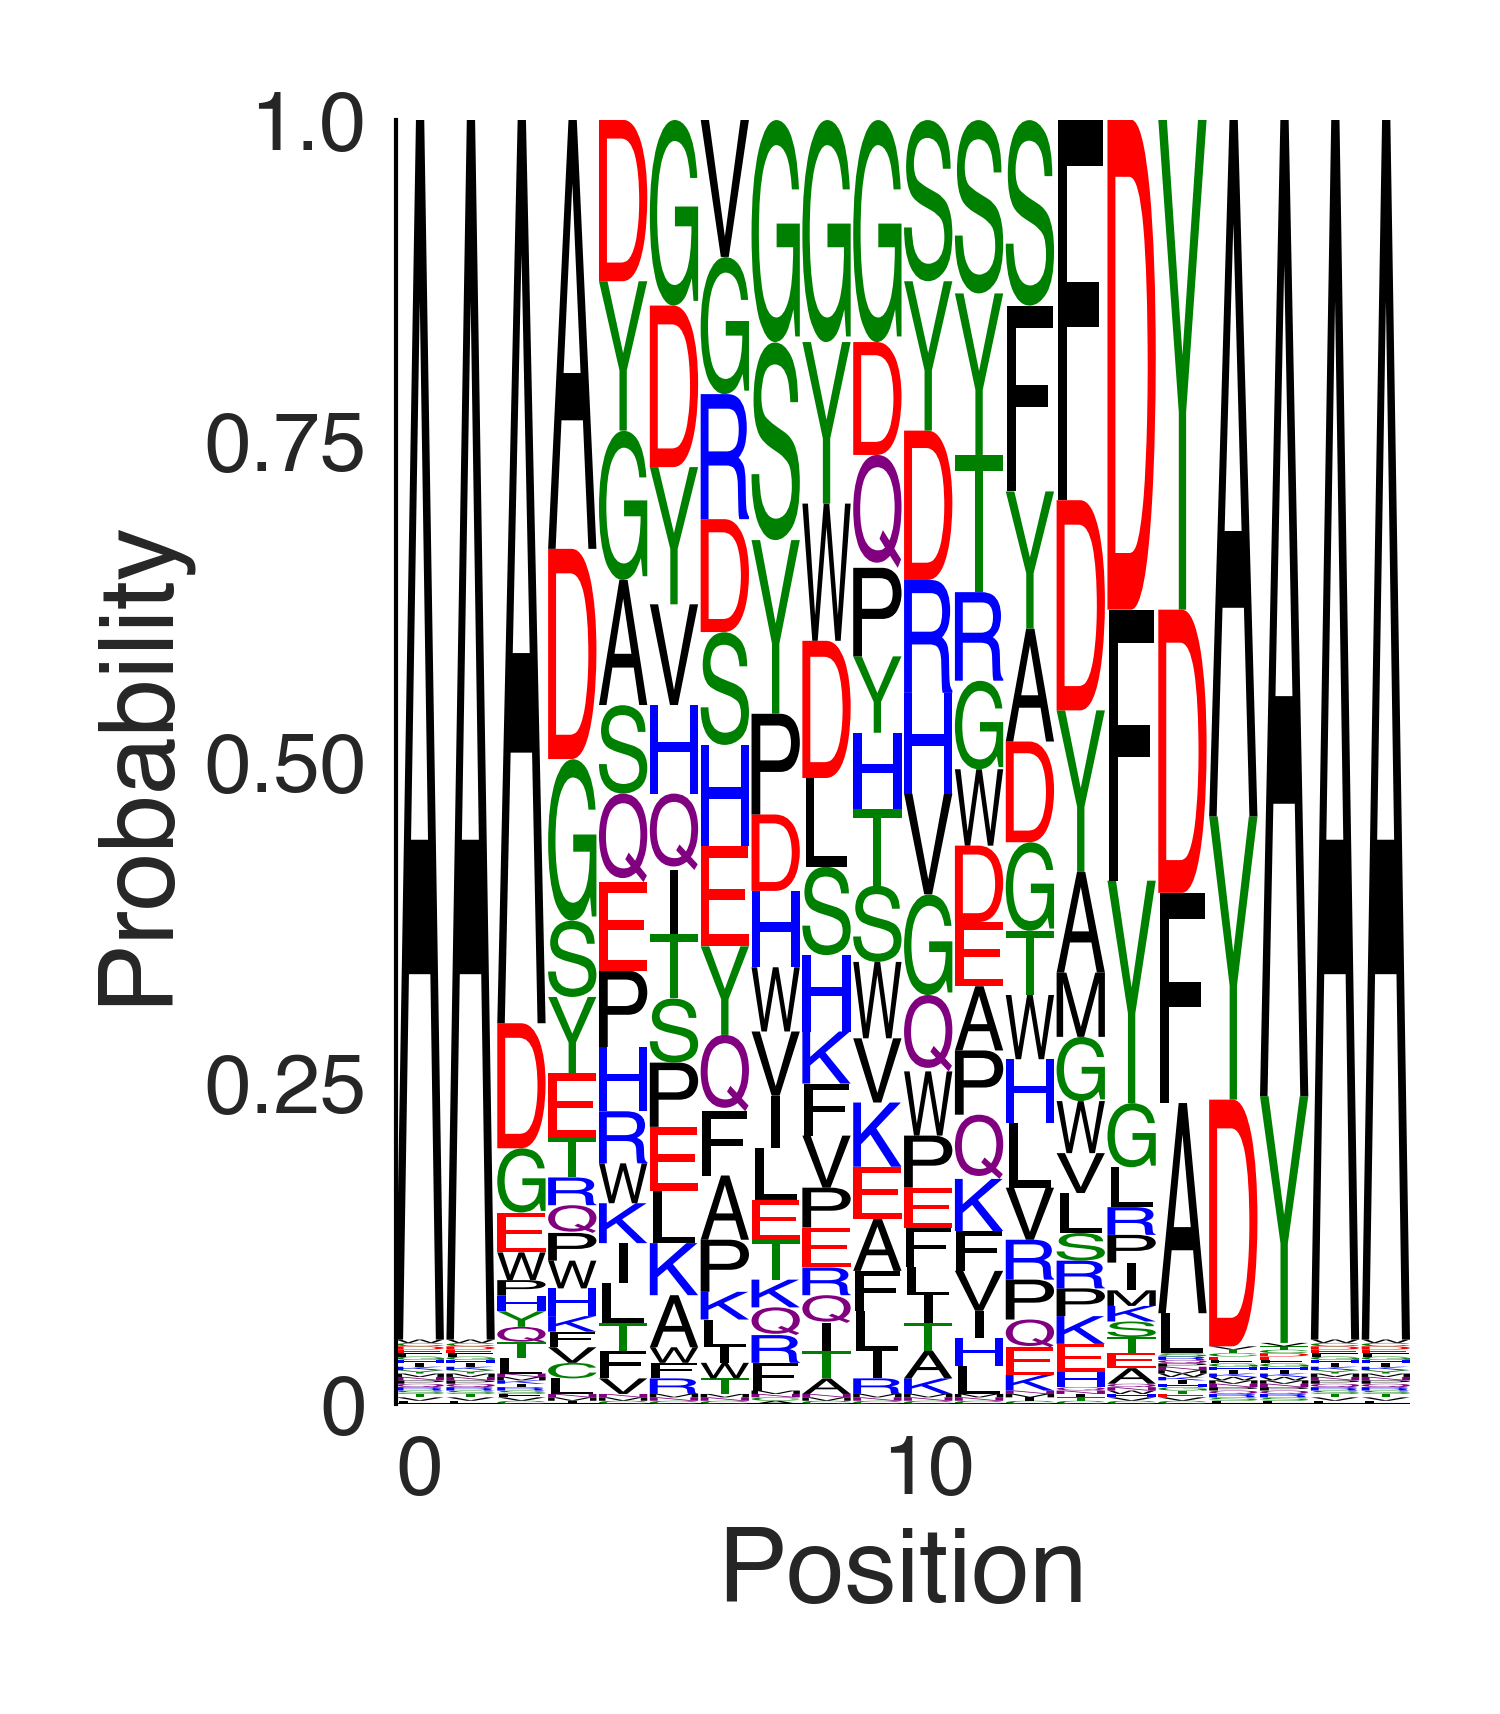 1.0
0.75
0.50
0.25
0
Probability
0
10
Position
A
A
A D G E W
A D G S Y E T R Q P W H K F V C L
D Y G A S Q E P H R W K I L T F V
G D Y V H Q I T S P E L K A W F R
V G R D S H E Y Q F A P K L I W T
G S Y P D H W V I L E T K Q R F
G Y W D L S H K F V P E R Q I T A
G D Q P Y H T S W V K E A F L I R
S Y D R H V G Q W P E F L I T A K
S Y T R G W D E A P Q K F V I H L
S F Y A D G T W H L V R P Q E K
F D Y A M G W V L S R P K E H
D F Y G L R P I V K S T E A
Y D F A L
A Y D
A Y
A
A